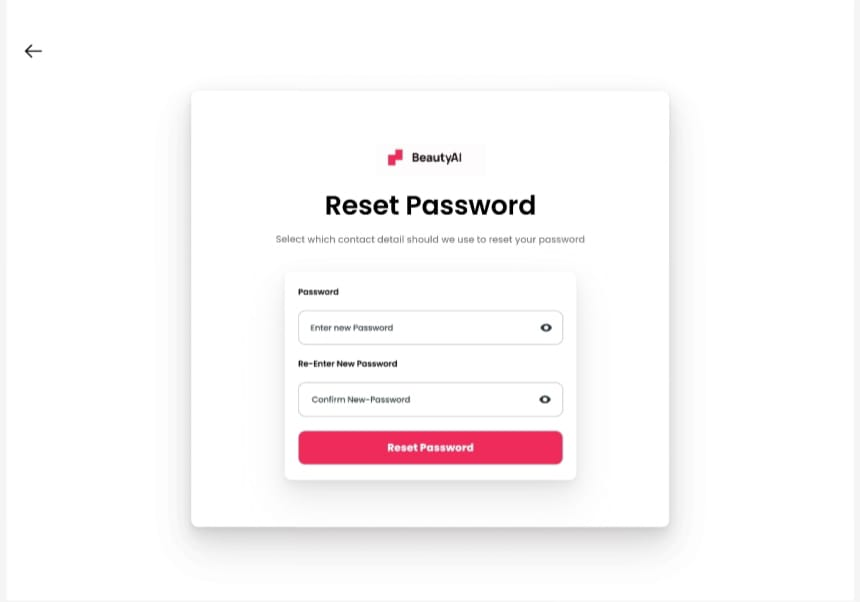 BeautyAI
Reset Password
Select which contact detail should we use to reset your password
Password
Enter new Password
Re-Enter New Password
Confirm New-Password
Reset Password